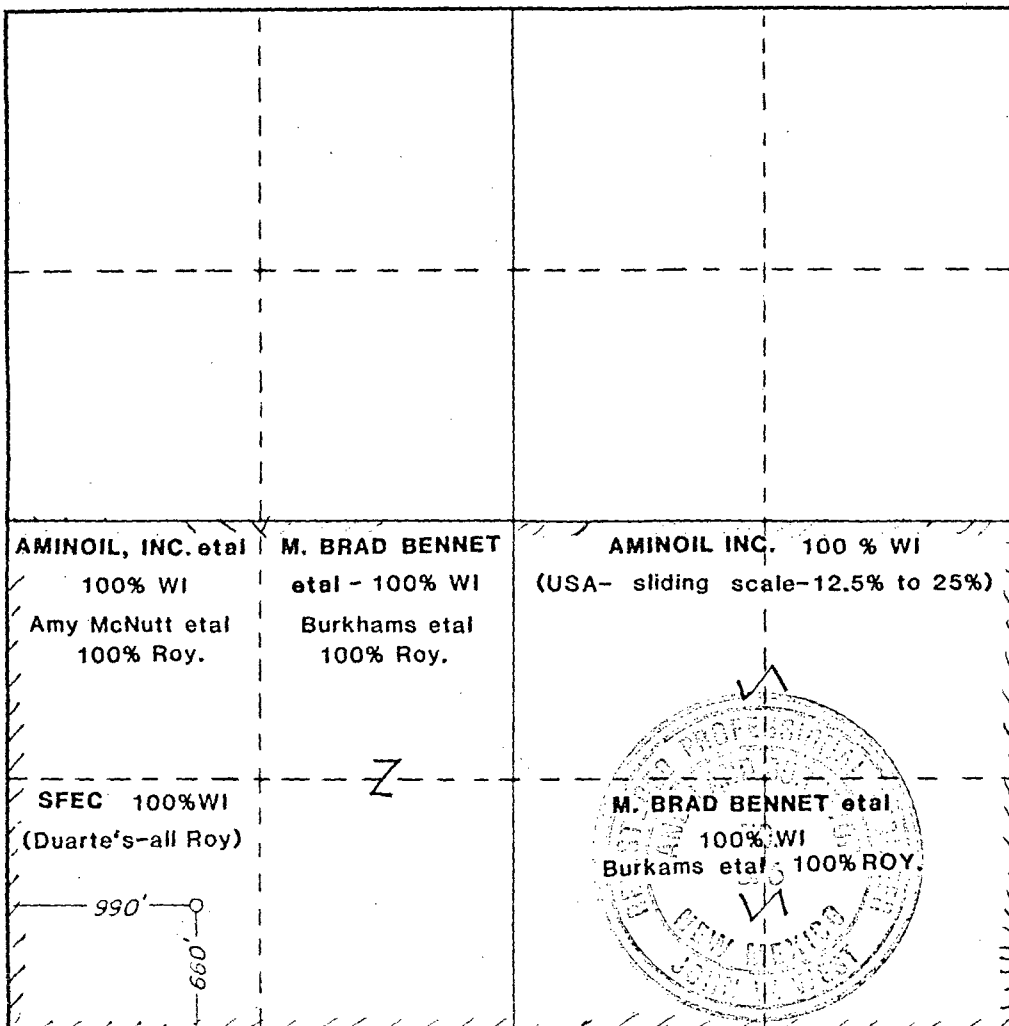 AMINOIL, INC. etal
100% WI
Amy McNutt etal
100% Roy.
M. BRAD BENNET
etal - 100% WI
Burkhams etal
100% Roy.
AMINOIL INC. 100 % WI
(USA- sliding scale-12.5% to 25%)
SFEC 100%WI
(Duarte's-all Roy)
M. BRAD BENNET etal
100% WI
Burkams etal - 100% ROY.
990'
660'
NEW MEXICO
JOHN W. WEST